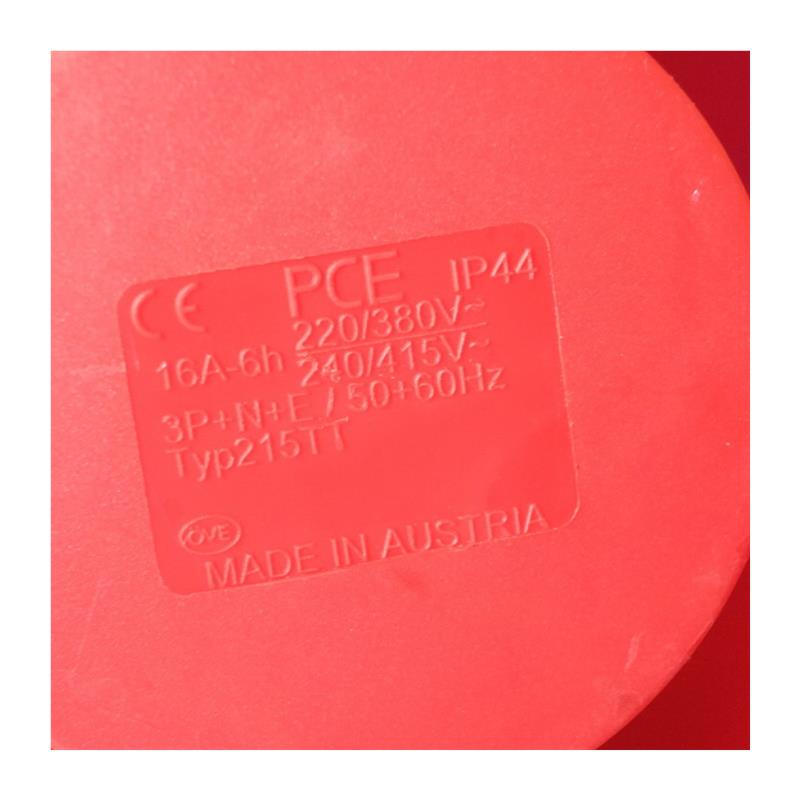 CE PCE IP44
16A-6h 220/380V~
240/415V~
3P+N+E / 50+60Hz
Typ215TT
ÖVE
MADE IN AUSTRIA